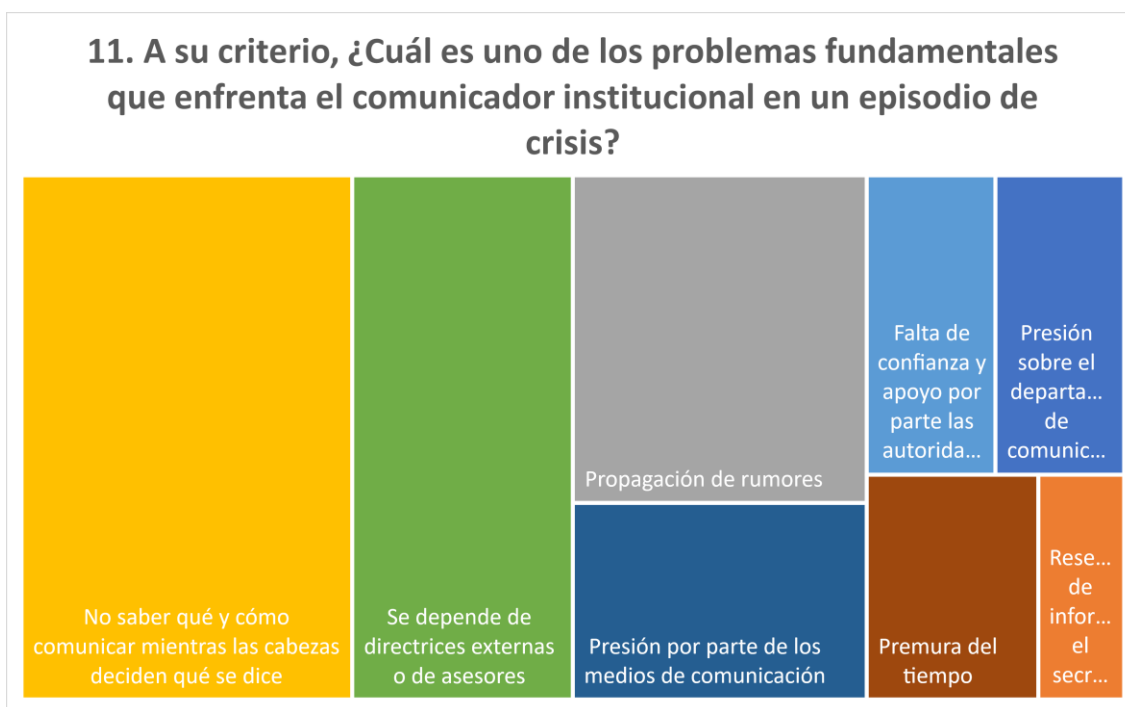 11. A su criterio, ¿Cuál es uno de los problemas fundamentales
que enfrenta el comunicador institucional en un episodio de
crisis?
No saber qué y cómo
comunicar mientras las cabezas
deciden qué se dice
Se depende de
directrices externas
o de asesores
Propagación de rumores
Presión por parte de los
medios de comunicación
Falta de
confianza y
apoyo por
parte las
autorida...
Presión
sobre el
departa...
de
comunic...
Premura del
tiempo
Rese...
de
infor...
el
secr...